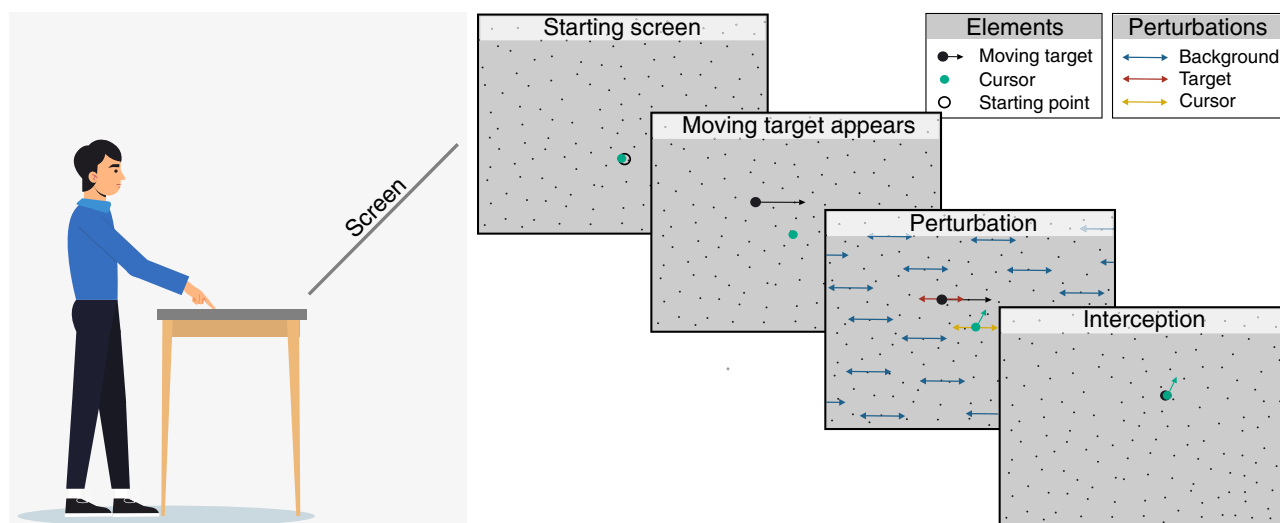 Screen
Starting screen
Moving target appears
Perturbation
Interception
Elements
Moving target
Cursor
Starting point
Perturbations
Background
Target
Cursor